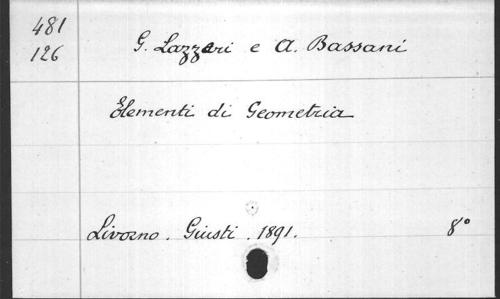 481
126
G. Lazzeri e A. Bassani
Elementi di Geometria
Livorno. Giusti. 1891. 8°